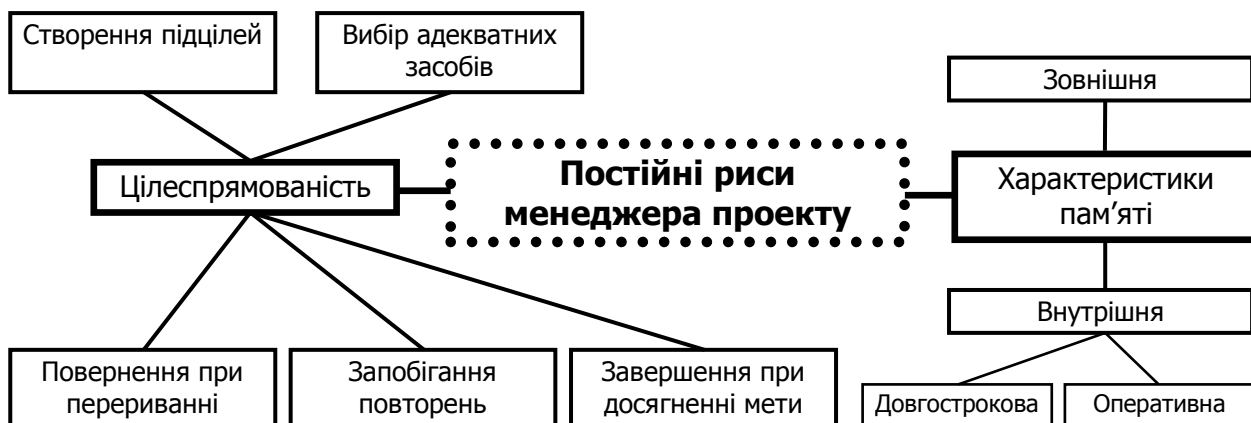 Створення підцілей
Вибір адекватних
засобів
Зовнішня
Цілеспрямованість
Постійні риси
менеджера проекту
Характеристики
пам’яті
Внутрішня
Повернення при
перериванні
Запобігання
повторень
Завершення при
досягненні мети
Довгострокова
Оперативна